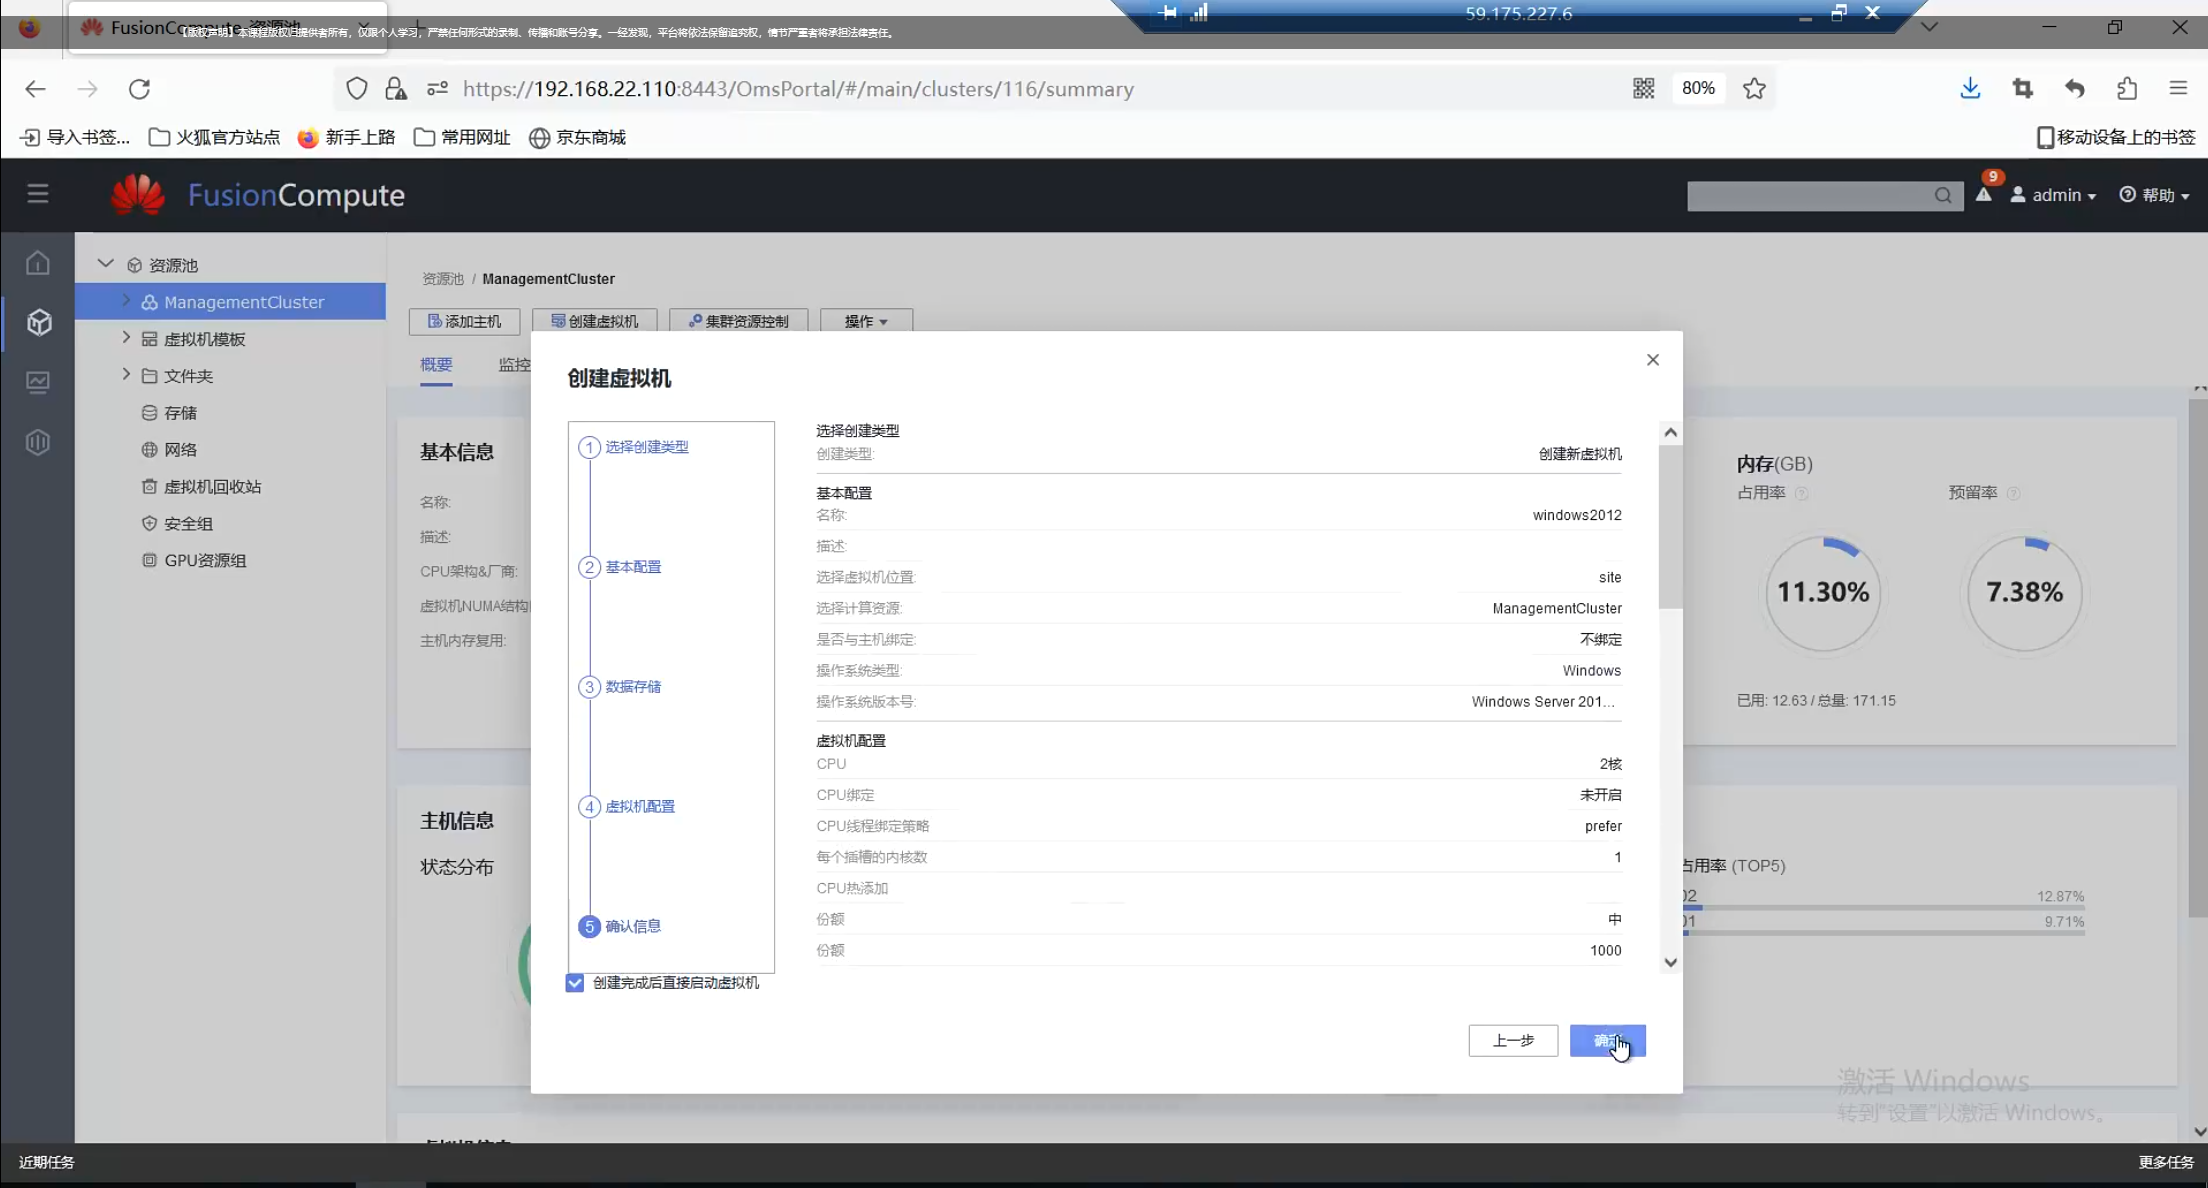 FusionCompute 资源池
【版权声明】本课程版权归提供者所有，仅限个人学习，严禁任何形式的录制、传播和账号分享。一经发现，平台将依法保留追究权，情节严重者将承担法律责任。
59.175.227.6
https://192.168.22.110:8443/OmsPortal/#/main/clusters/116/summary
80%
导入书签...
火狐官方站点
新手上路
常用网址
京东商城
移动设备上的书签
FusionCompute
9
admin
帮助
资源池
ManagementCluster
虚拟机模板
文件夹
存储
网络
虚拟机回收站
安全组
GPU资源组
资源池 / ManagementCluster
添加主机
创建虚拟机
集群资源控制
操作
概要
监控
基本信息
名称:
描述:
CPU架构&厂商:
虚拟机NUMA结构
主机内存复用:
主机信息
状态分布
创建虚拟机
1 选择创建类型
2 基本配置
3 数据存储
4 虚拟机配置
5 确认信息
选择创建类型
创建类型: 创建新虚拟机
基本配置
名称: windows2012
描述:
选择虚拟机位置: site
选择计算资源: ManagementCluster
是否与主机绑定: 不绑定
操作系统类型: Windows
操作系统版本号: Windows Server 201...
虚拟机配置
CPU 2核
CPU绑定 未开启
CPU线程绑定策略 prefer
每个插槽的内核数 1
CPU热添加
份额 中
份额 1000
创建完成后直接启动虚拟机
上一步
内存(GB)
占用率
预留率
11.30%
7.38%
已用: 12.63 / 总量: 171.15
占用率 (TOP5)
02 12.87%
01 9.71%
激活 Windows
转到"设置"以激活 Windows。
近期任务
更多任务